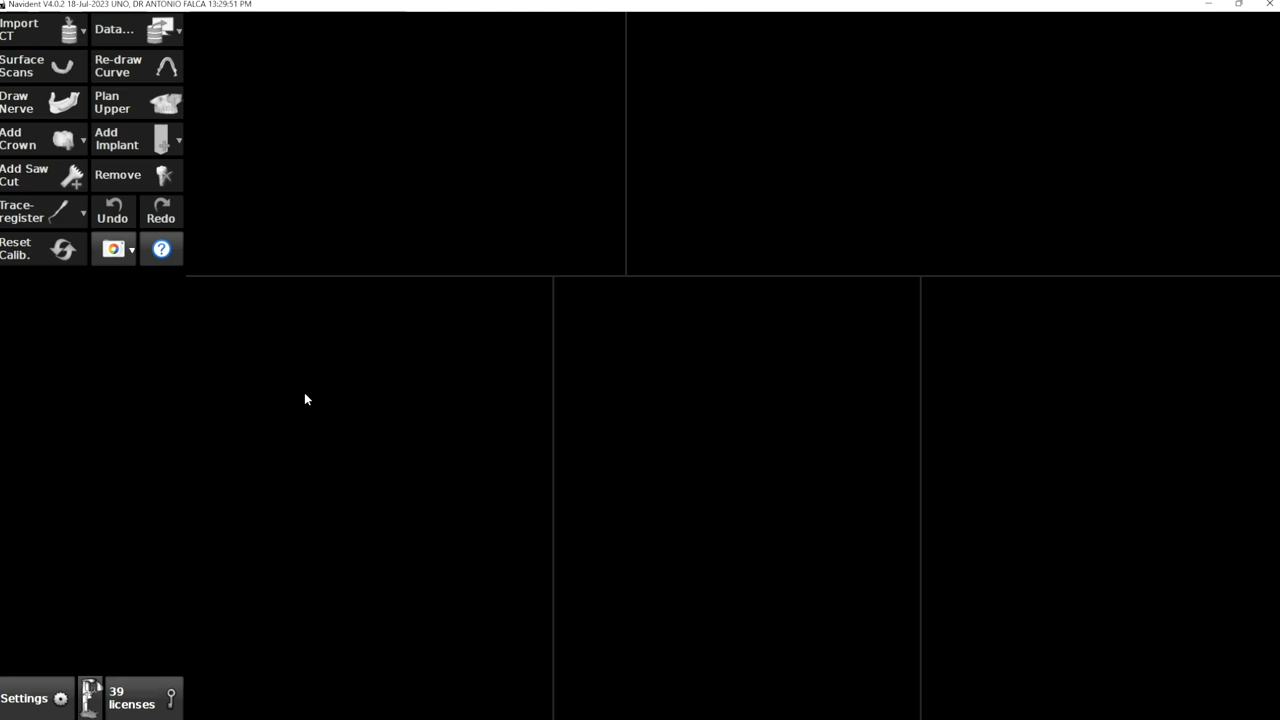 Navident V4.0.2 18-Jul-2023 UNO, DR ANTONIO FALCA 13:29:51 PM
Import CT
Data...
Surface Scans
Re-draw Curve
Draw Nerve
Plan Upper
Add Crown
Add Implant
Add Saw Cut
Remove
Trace-register
Undo
Redo
Reset Calib.
?
Settings
39 licenses